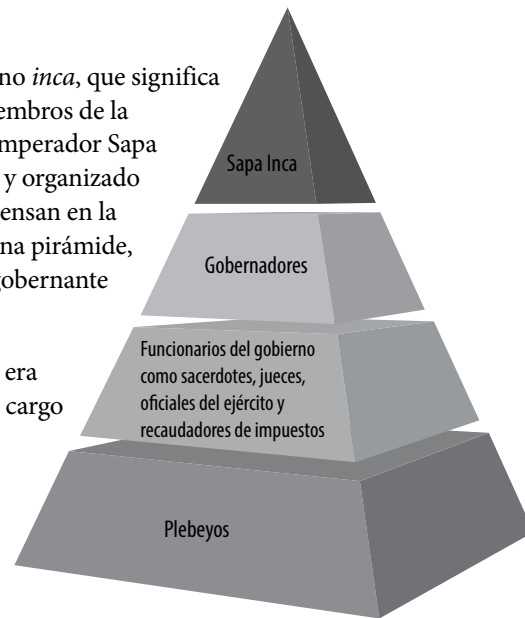 no inca, que significa
embros de la
mperador Sapa
y organizado
ensan en la
na pirámide,
gobernante
era
cargo
Sapa Inca
Gobernadores
Funcionarios del gobierno
como sacerdotes, jueces,
oficiales del ejército y
recaudadores de impuestos
Plebeyos